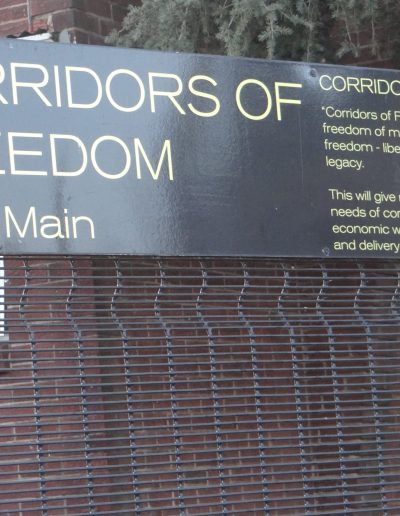 RRIDORS OF
EEDOM
Main
CORRIDO
"Corridors of F
freedom of m
freedom - libe
legacy.
This will give
needs of con
economic w
and delivery